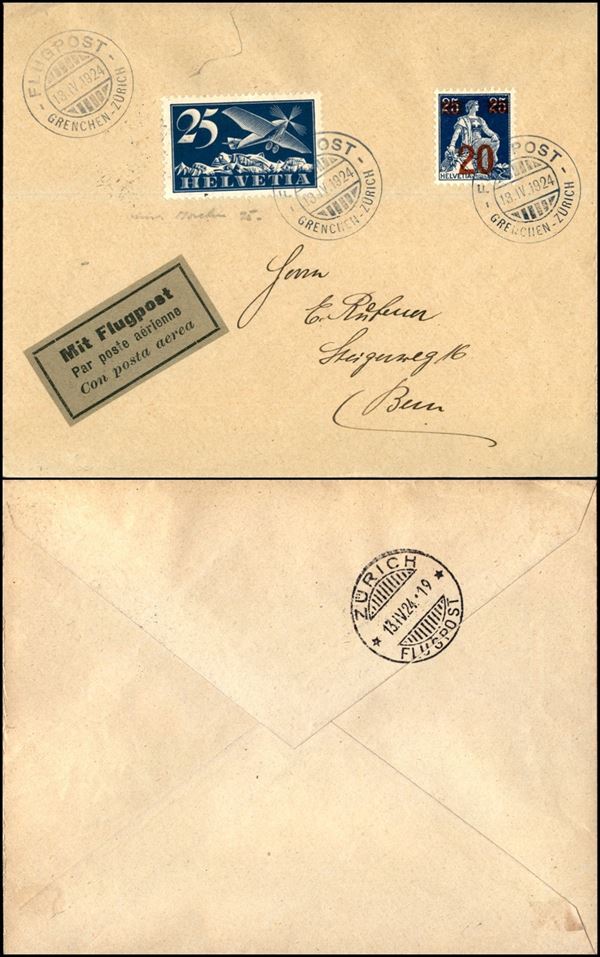 - FLUGPOST -
13.IV.1924
GRENCHEN-ZÜRICH
25
HELVETIA
25 25
20
HELVETIA
POST -
13.IV.1924
- GRENCHEN-ZÜRICH
POST -
13.IV.1924
- GRENCHEN-ZÜRICH
Mit Flugpost
Par poste aérienne
Con posta aerea
Herrn
E.
Steigerweg 16
Bern
ZÜRICH
13.IV.24.19
FLUGPOST